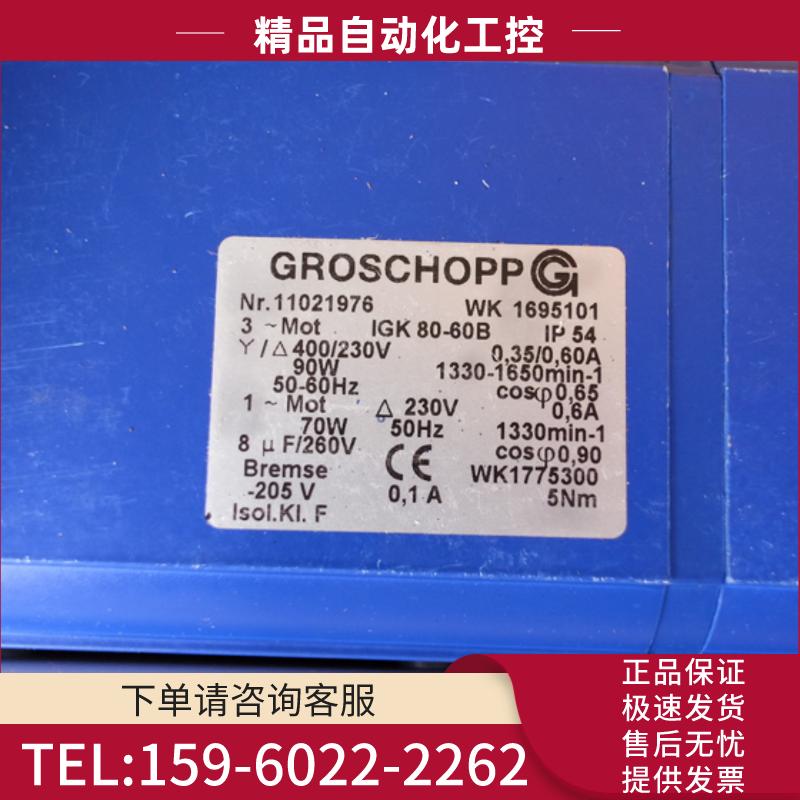 精品自动化工控
GROSCHOPP G
Nr.11021976 WK 1695101
3 ~Mot IGK 80-60B IP 54
Y/△400/230V 0,35/0,60A
90W 1330-1650min-1
50-60Hz cosφ0,65
1 ~ Mot △ 230V 0,6A
70W 50Hz 1330min-1
8 μF/260V CE cosφ0,90
Bremse WK1775300
-205 V 0,1 A 5Nm
Isol.Kl. F
下单请咨询客服
TEL:159-6022-2262
正品保证
极速发货
售后无忧
提供发票